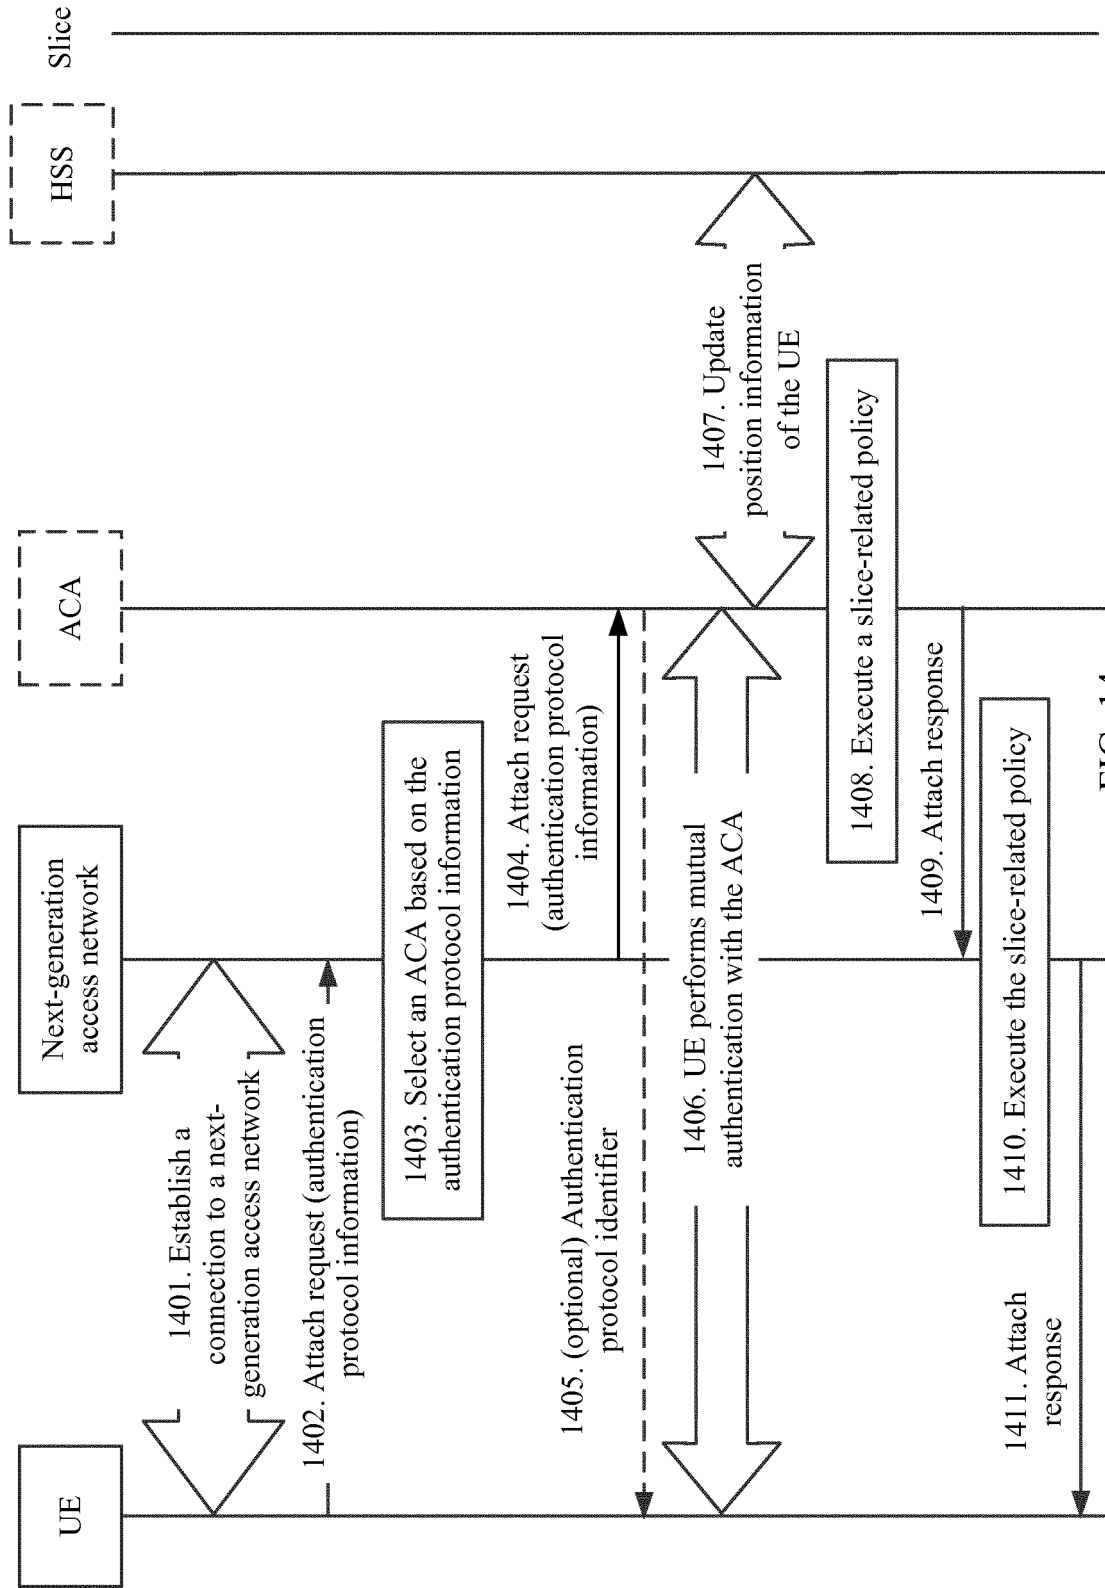 UE
Next-generation
access network
ACA
HSS
Slice
1401. Establish a
connection to a next-
generation access network
1402. Attach request (authentication
protocol information)
1403. Select an ACA based on the
authentication protocol information
1404. Attach request
(authentication protocol
information)
1405. (optional) Authentication
protocol identifier
1406. UE performs mutual
authentication with the ACA
1407. Update
position information
of the UE
1408. Execute a slice-related policy
1409. Attach response
1410. Execute the slice-related policy
1411. Attach
response
FIG. 14